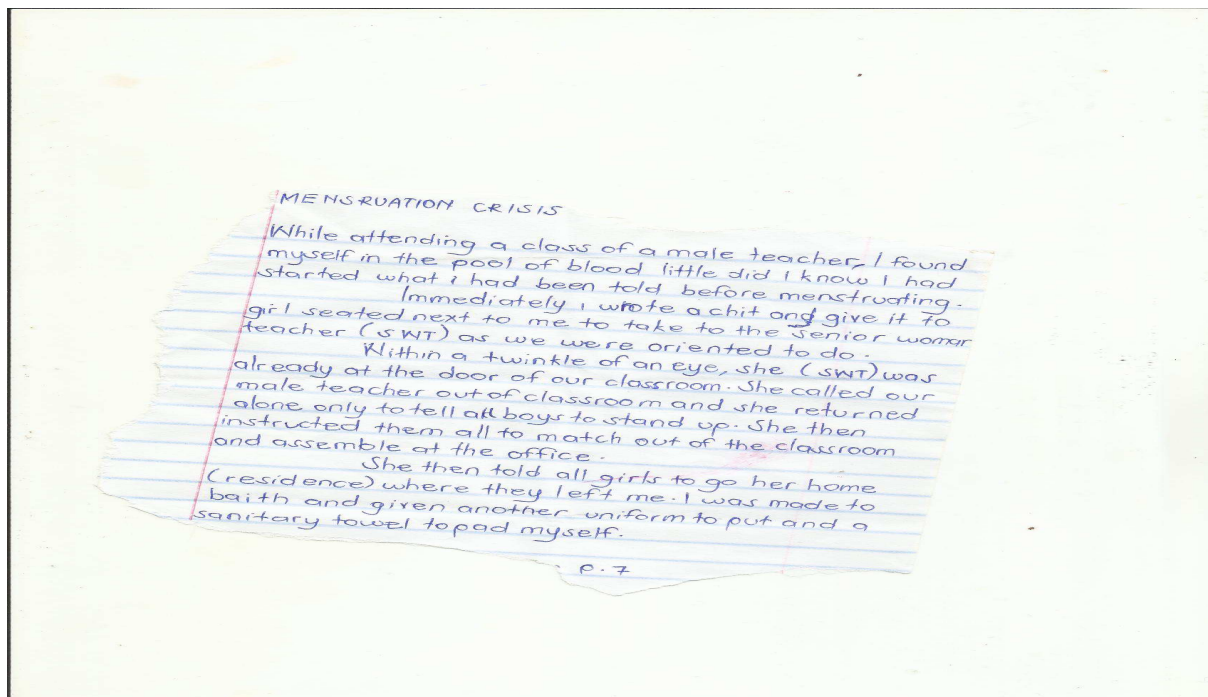 MENSRUATION CRISIS
While attending a class of a male teacher, I found
myself in the pool of blood little did I know I had
started what i had been told before menstruating.
Immediately i wrote a chit and give it to
girl seated next to me to take to the Senior woman
teacher (SWT) as we were oriented to do.
Within a twinkle of an eye, she (SWT) was
already at the door of our classroom. She called our
male teacher out of classroom and she returned
alone only to tell all boys to stand up. She then
instructed them all to match out of the classroom
and assemble at the office.
She then told all girls to go her home
(residence) where they left me. I was made to
baith and given another uniform to put and a
sanitary towel to pad myself.
P.7